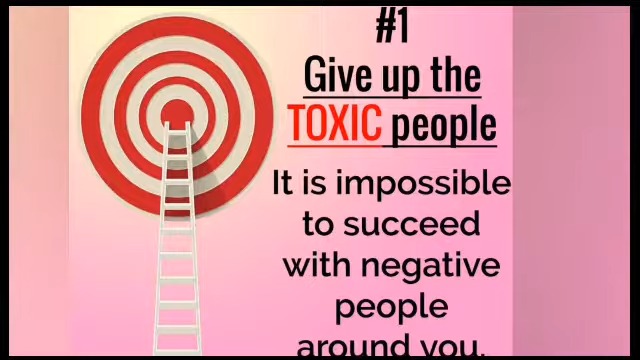 #1
Give up the
TOXIC people
It is impossible
to succeed
with negative
people
around you.